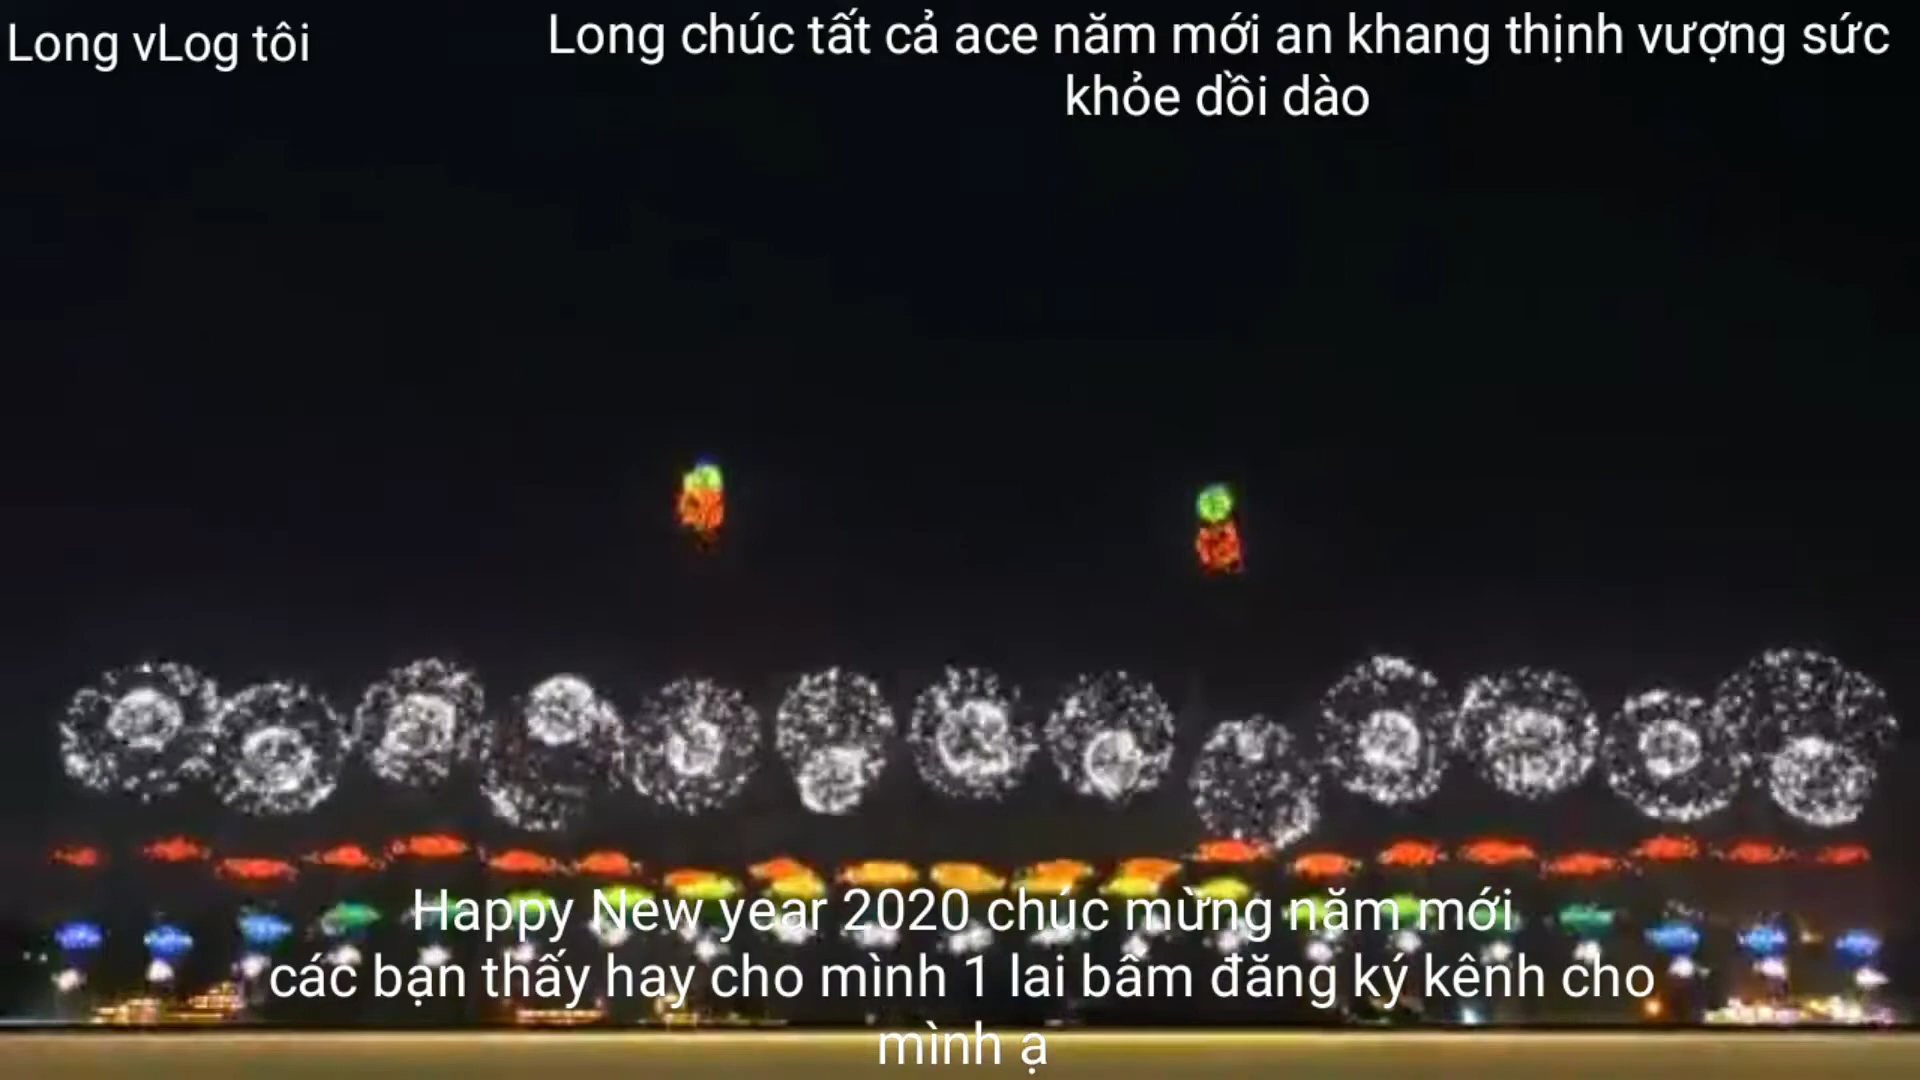 Long vLog tôi
Long chúc tất cả ace năm mới an khang thịnh vượng sức
khỏe dồi dào
Happy New year 2020 chúc mừng năm mới
các bạn thấy hay cho mình 1 lai bâm đăng ký kênh cho
mình ạ